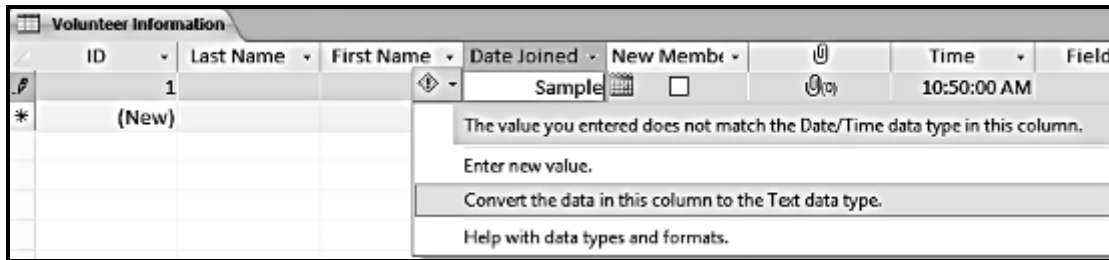 Volunteer Information
ID Last Name First Name Date Joined New Membe Time Field
1 Sample (0) 10:50:00 AM
* (New)
The value you entered does not match the Date/Time data type in this column.
Enter new value.
Convert the data in this column to the Text data type.
Help with data types and formats.